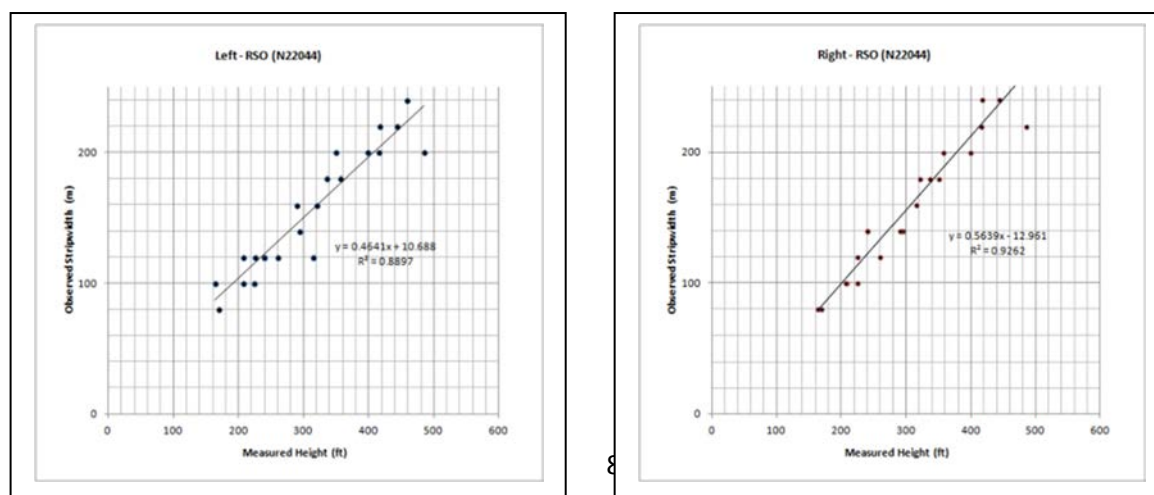 Left - RSO (N22044)
Observed Stripwidth (m)
200
100
0
y = 0.4641x + 10.688
R² = 0.8897
0 100 200 300 400 500 600
Measured Height (ft)
Right - RSO (N22044)
Observed Stripwidth (m)
200
100
0
y = 0.5639x - 12.961
R² = 0.9262
0 100 200 300 400 500 600
Measured Height (ft)